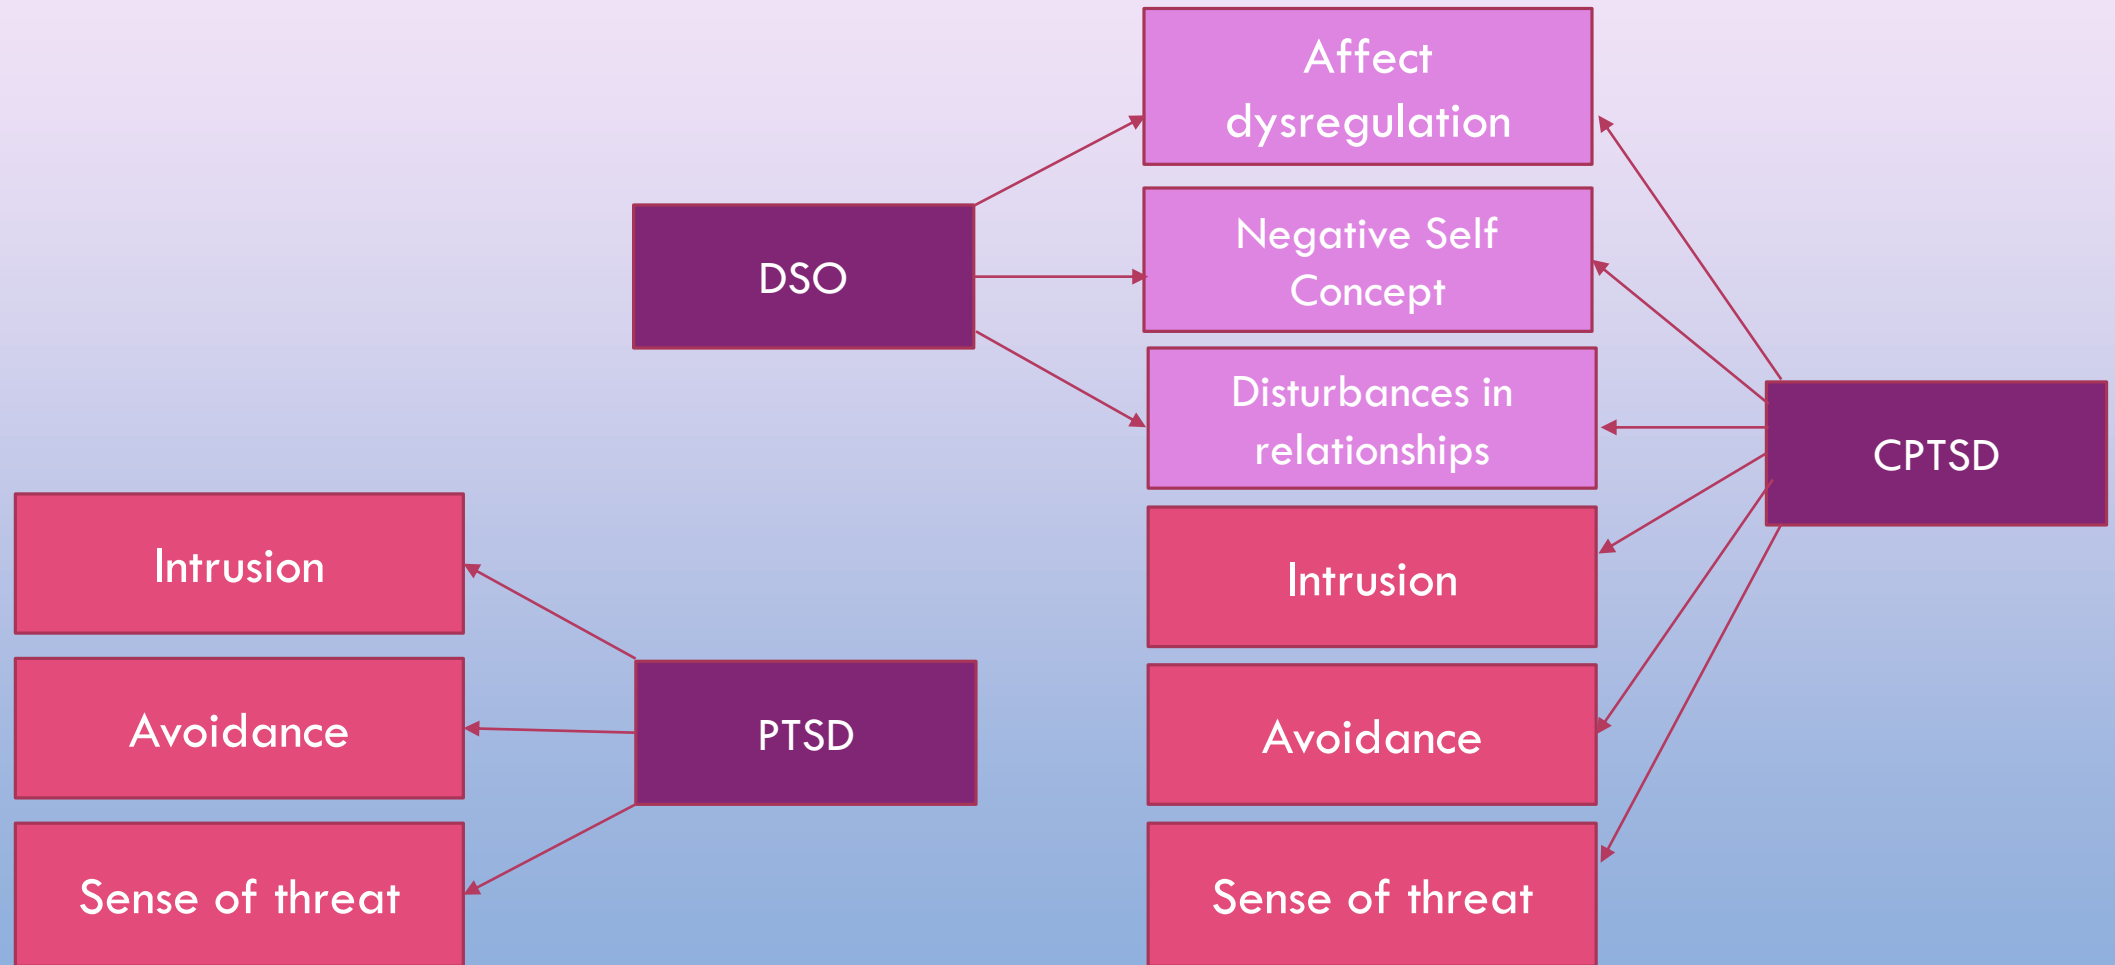 Affect
dysregulation
DSO
Negative Self
Concept
Disturbances in
relationships
CPTSD
Intrusion
Intrusion
Avoidance
PTSD
Avoidance
Sense of threat
Sense of threat